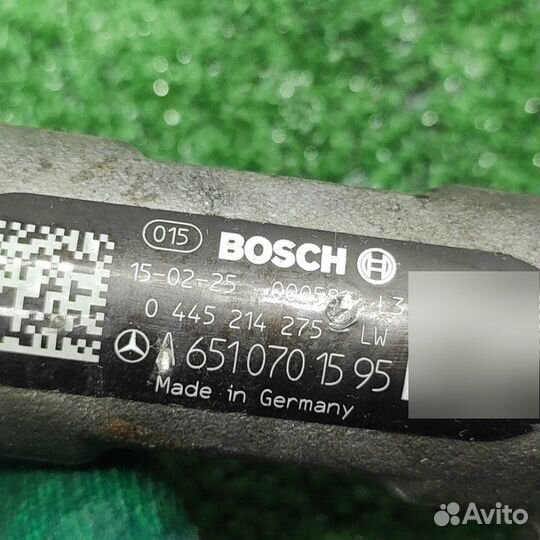 015 BOSCH
15-02-25
0 445 214 275 LW
A 651 070 15 95
Made in Germany
Avito